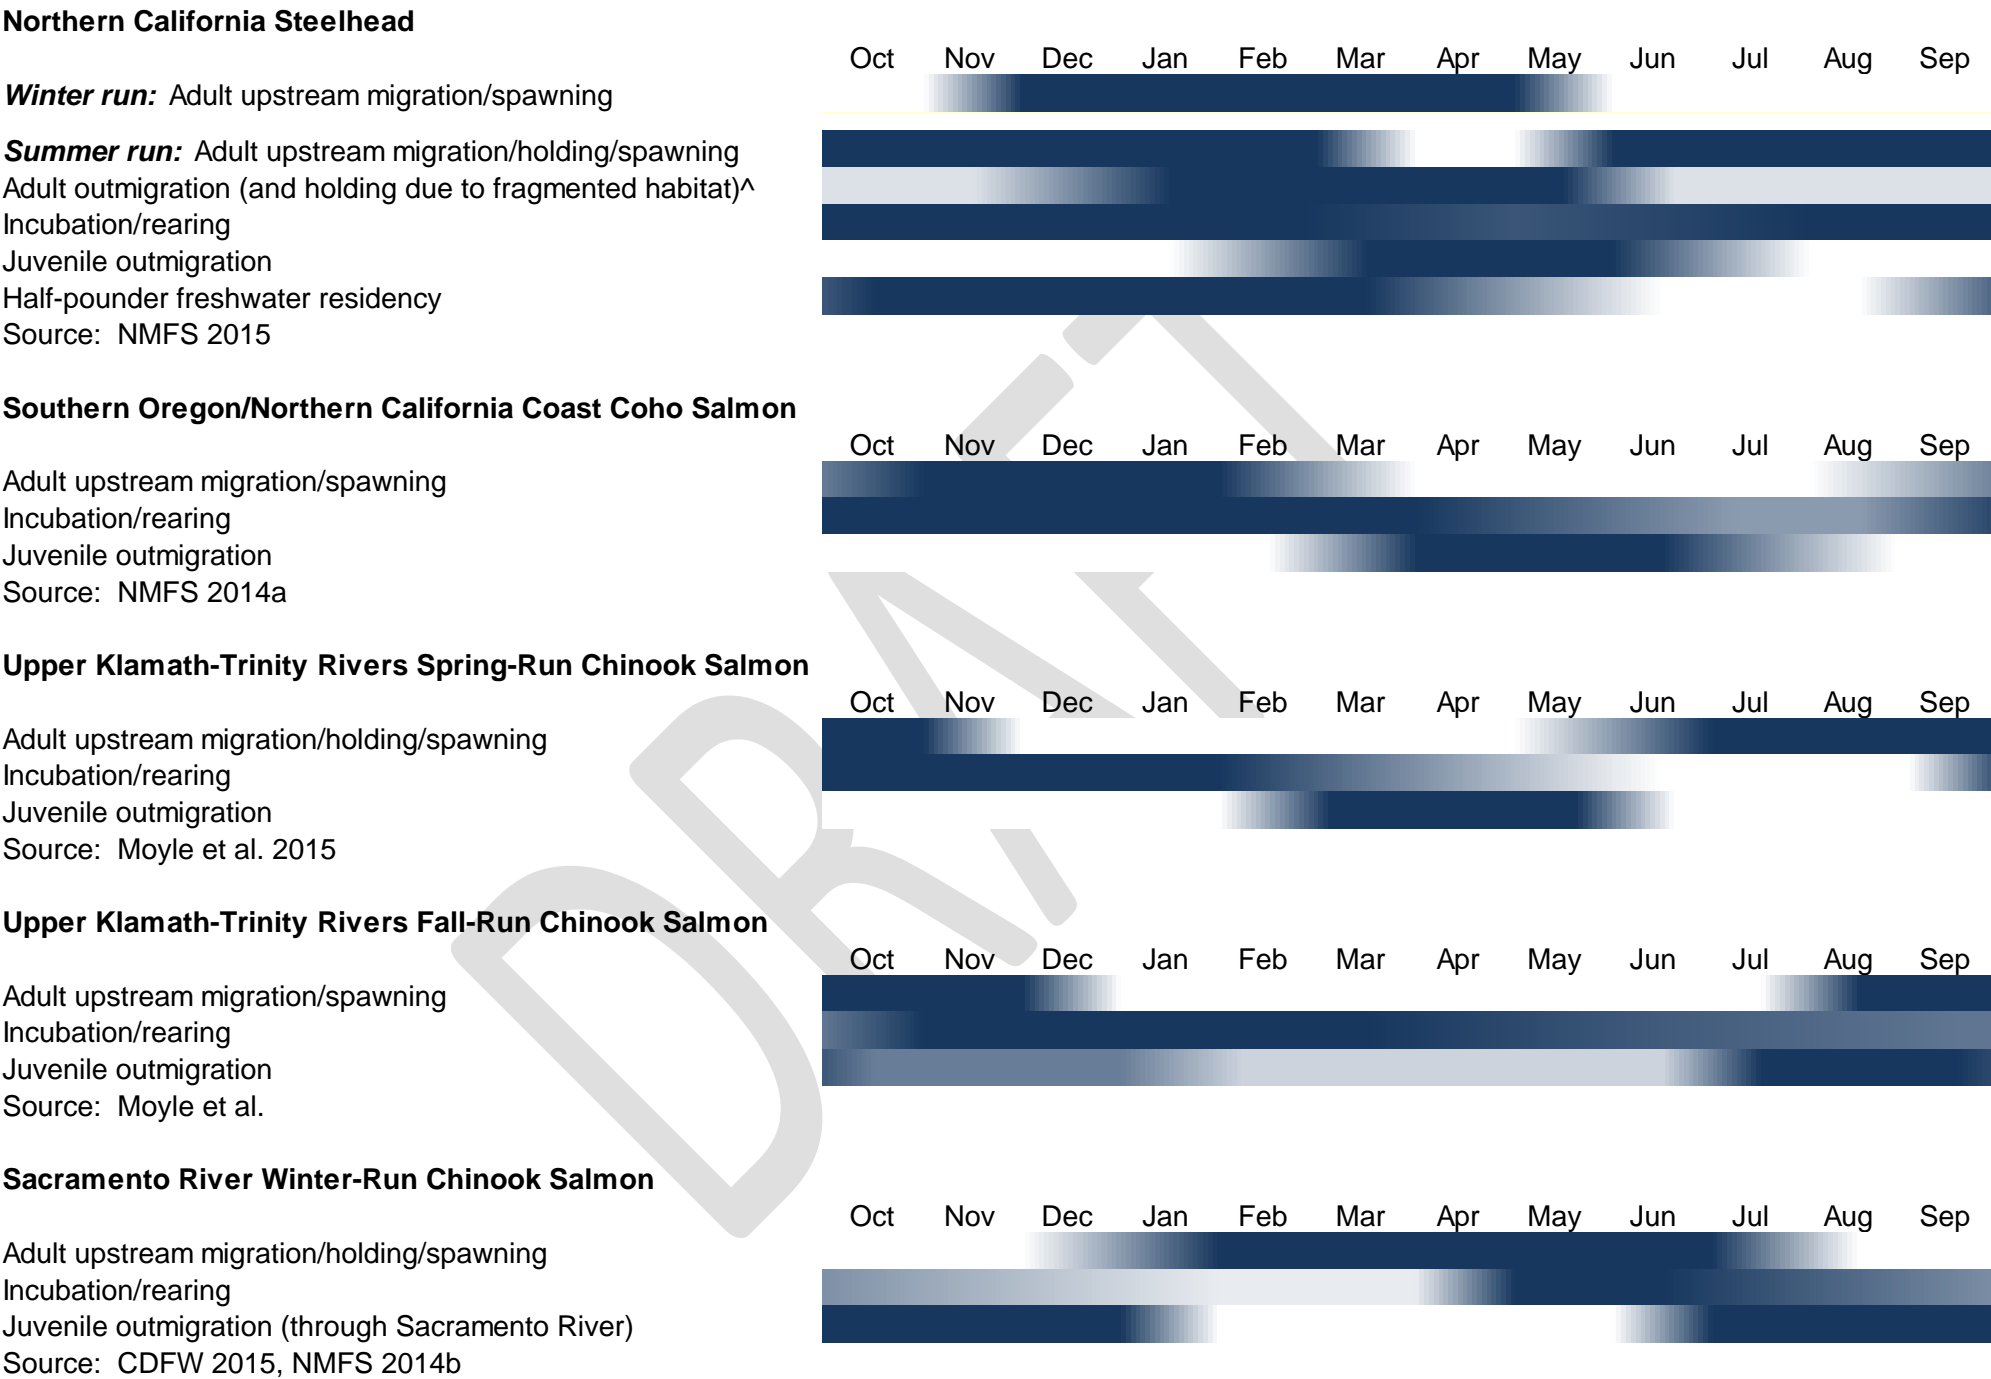 Northern California Steelhead
Oct Nov Dec Jan Feb Mar Apr May Jun Jul Aug Sep
Winter run: Adult upstream migration/spawning
Summer run: Adult upstream migration/holding/spawning
Adult outmigration (and holding due to fragmented habitat)^
Incubation/rearing
Juvenile outmigration
Half-pounder freshwater residency
Source: NMFS 2015
Southern Oregon/Northern California Coast Coho Salmon
Oct Nov Dec Jan Feb Mar Apr May Jun Jul Aug Sep
Adult upstream migration/spawning
Incubation/rearing
Juvenile outmigration
Source: NMFS 2014a
Upper Klamath-Trinity Rivers Spring-Run Chinook Salmon
Oct Nov Dec Jan Feb Mar Apr May Jun Jul Aug Sep
Adult upstream migration/holding/spawning
Incubation/rearing
Juvenile outmigration
Source: Moyle et al. 2015
Upper Klamath-Trinity Rivers Fall-Run Chinook Salmon
Oct Nov Dec Jan Feb Mar Apr May Jun Jul Aug Sep
Adult upstream migration/spawning
Incubation/rearing
Juvenile outmigration
Source: Moyle et al.
Sacramento River Winter-Run Chinook Salmon
Oct Nov Dec Jan Feb Mar Apr May Jun Jul Aug Sep
Adult upstream migration/holding/spawning
Incubation/rearing
Juvenile outmigration (through Sacramento River)
Source: CDFW 2015, NMFS 2014b
DRAFT